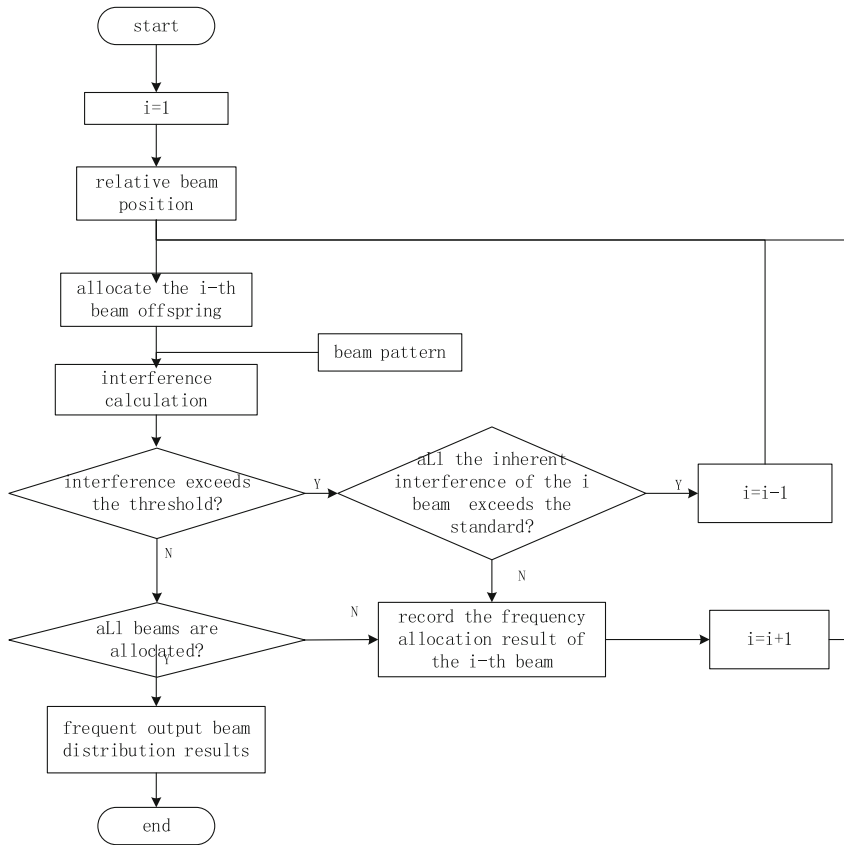 start
i=1
relative beam
position
allocate the i-th
beam offspring
beam pattern
interference
calculation
interference exceeds
the threshold?
Y
aLl the inherent
interference of the i
beam exceeds the
standard?
Y
i=i-1
N
N
aLl beams are
allocated?
Y
N
record the frequency
allocation result of
the i-th beam
i=i+1
frequent output beam
distribution results
end